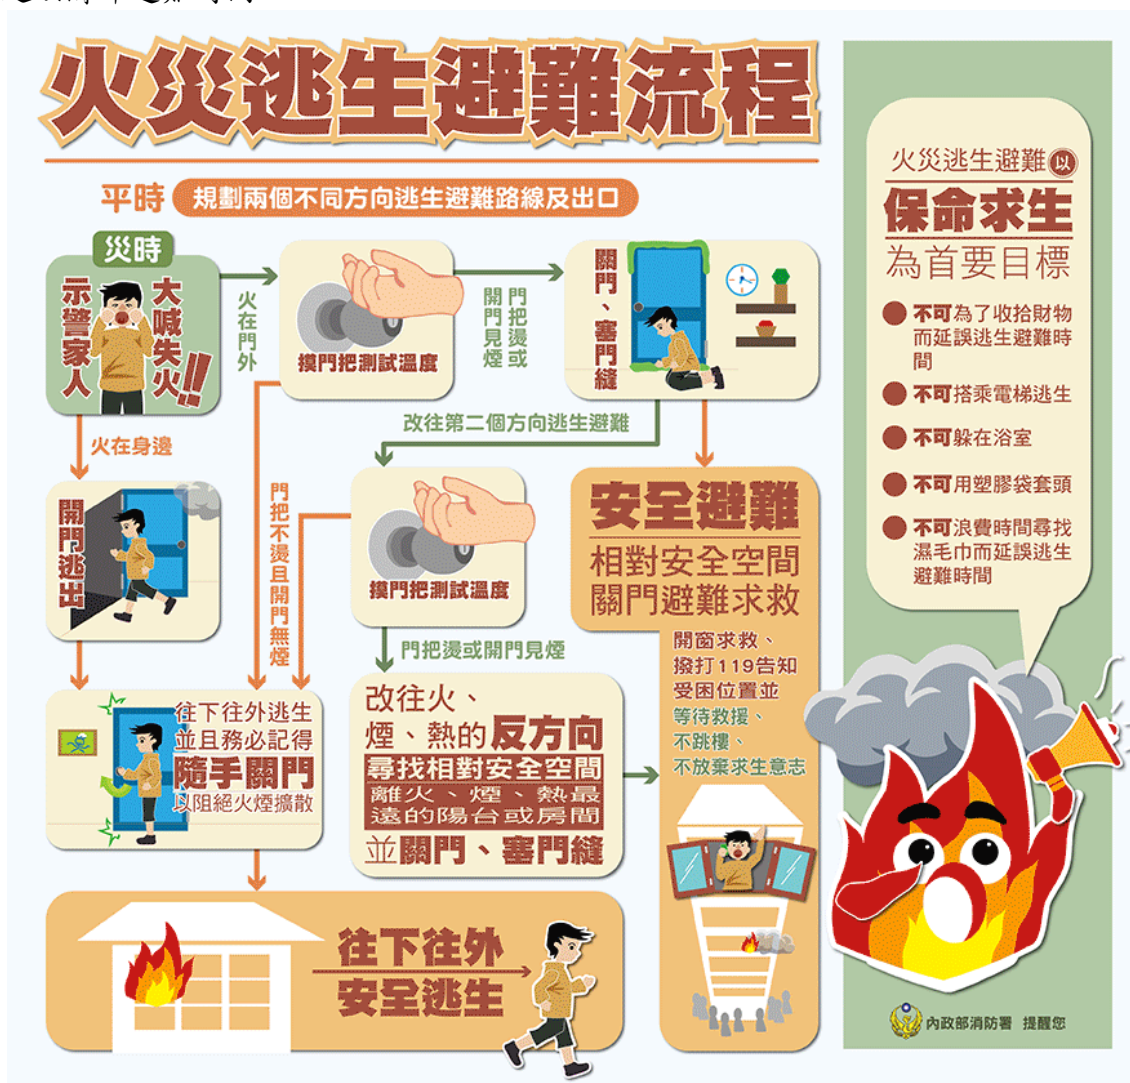 火災逃生避難流程
平時 規劃兩個不同方向逃生避難路線及出口
災時
大喊失火!!
示警家人
火在門外
摸門把測試溫度
門把燙或
開門見煙
關門、塞門縫
火在身邊
開門逃出
門把不燙且開門無煙
改往第二個方向逃生避難
摸門把測試溫度
門把燙或開門見煙
安全避難
相對安全空間
關門避難求救
開窗求救、
撥打119告知
受困位置並
等待救援、
不跳樓、
不放棄求生意志
往下往外逃生
並且務必記得
隨手關門
以阻絕火煙擴散
改往火、
煙、熱的反方向
尋找相對安全空間
離火、煙、熱最
遠的陽台或房間
並關門、塞門縫
往下往外
安全逃生
火災逃生避難以
保命求生
為首要目標
不可為了收拾財物
而延誤逃生避難時
間
不可搭乘電梯逃生
不可躲在浴室
不可用塑膠袋套頭
不可浪費時間尋找
濕毛巾而延誤逃生
避難時間
內政部消防署 提醒您